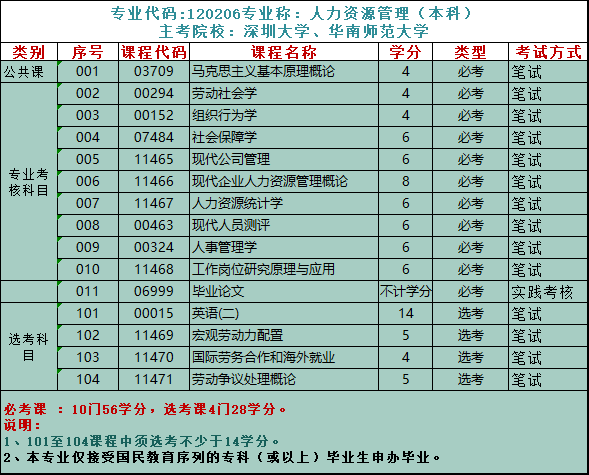 专业代码:120206专业称：人力资源管理（本科）
主考院校：深圳大学、华南师范大学
类别 序号 课程代码 课程名称 学分 类型 考试方式
公共课 001 03709 马克思主义基本原理概论 4 必考 笔试
专业考核科目 002 00294 劳动社会学 4 必考 笔试
003 00152 组织行为学 4 必考 笔试
004 07484 社会保障学 6 必考 笔试
005 11465 现代公司管理 6 必考 笔试
006 11466 现代企业人力资源管理概论 8 必考 笔试
007 11467 人力资源统计学 6 必考 笔试
008 00463 现代人员测评 6 必考 笔试
009 00324 人事管理学 6 必考 笔试
010 11468 工作岗位研究原理与应用 6 必考 笔试
011 06999 毕业论文 不计学分 必考 实践考核
选考科目 101 00015 英语(二) 14 选考 笔试
102 11469 宏观劳动力配置 5 选考 笔试
103 11470 国际劳务合作和海外就业 4 选考 笔试
104 11471 劳动争议处理概论 5 选考 笔试
必考课 ：10门56学分，选考课4门28学分。
说明：
1、101至104课程中须选考不少于14学分。
2、本专业仅接受国民教育序列的专科（或以上）毕业生申办毕业。